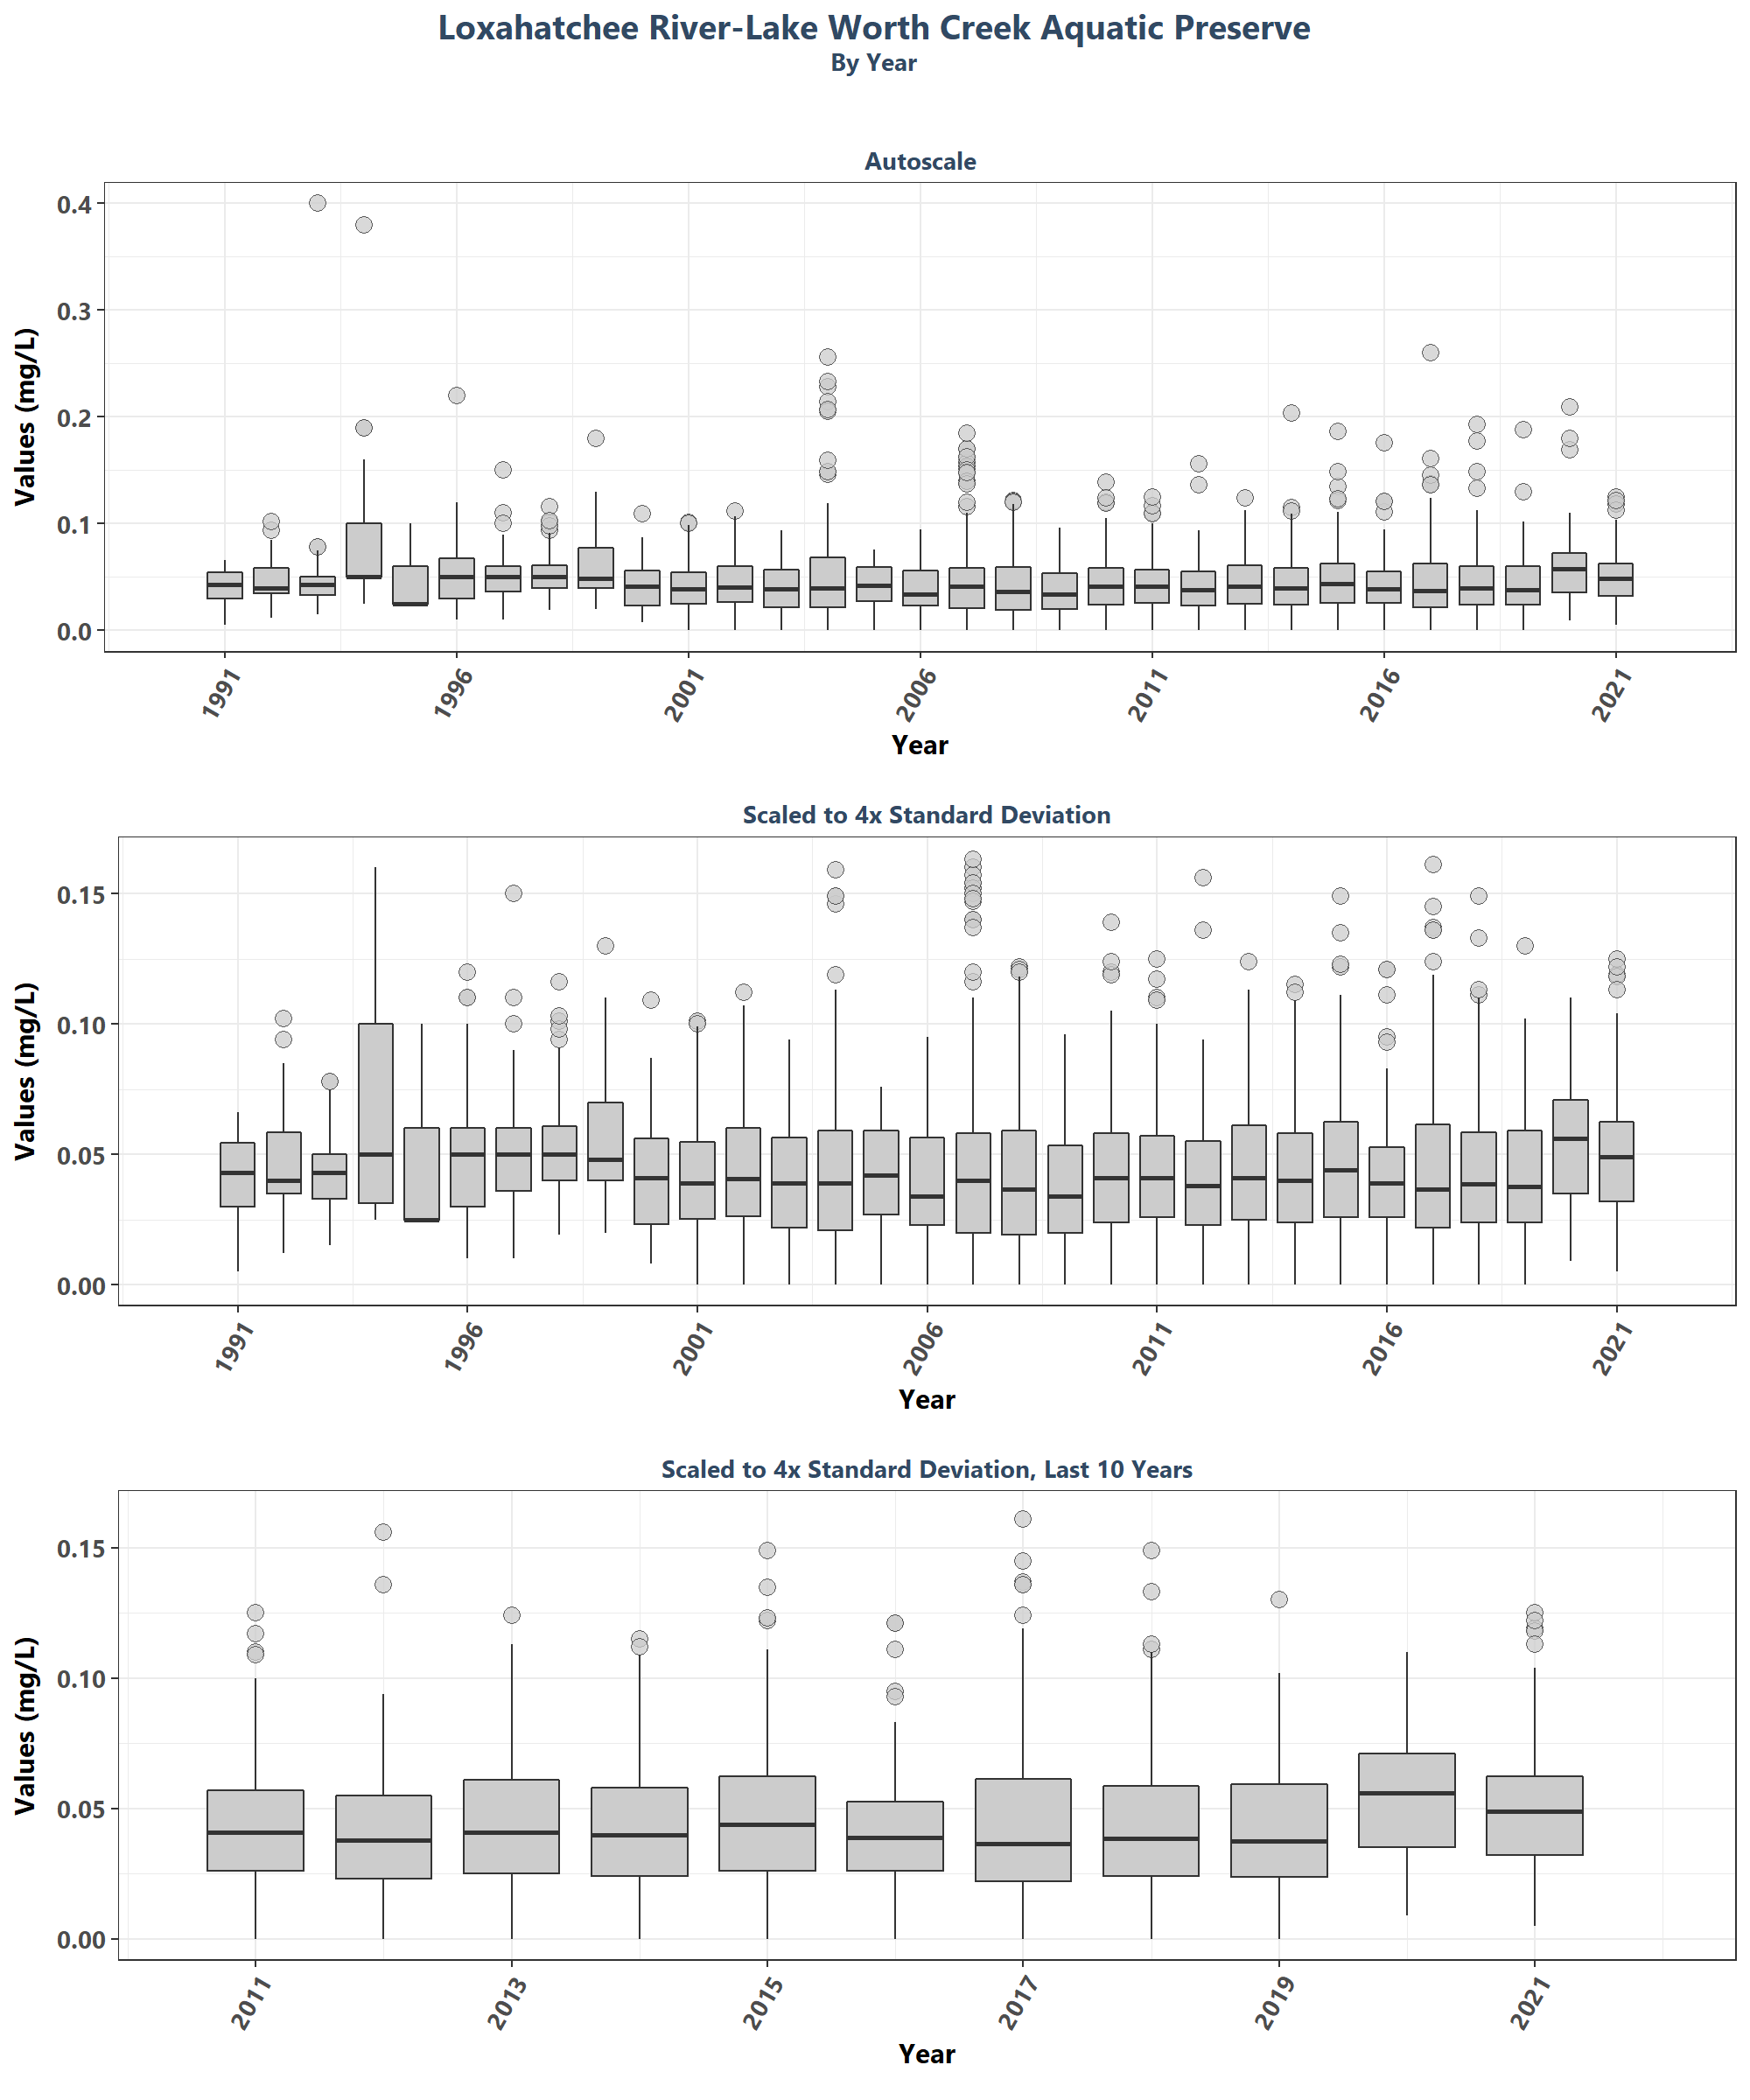 Loxahatchee River-Lake Worth Creek Aquatic Preserve
By Year
Autoscale
Values (mg/L)
0.4
0.3
0.2
0.1
0.0
1991 1996 2001 2006 2011 2016 2021
Year
Scaled to 4x Standard Deviation
Values (mg/L)
0.15
0.10
0.05
0.00
1991 1996 2001 2006 2011 2016 2021
Year
Scaled to 4x Standard Deviation, Last 10 Years
Values (mg/L)
0.15
0.10
0.05
0.00
2011 2013 2015 2017 2019 2021
Year